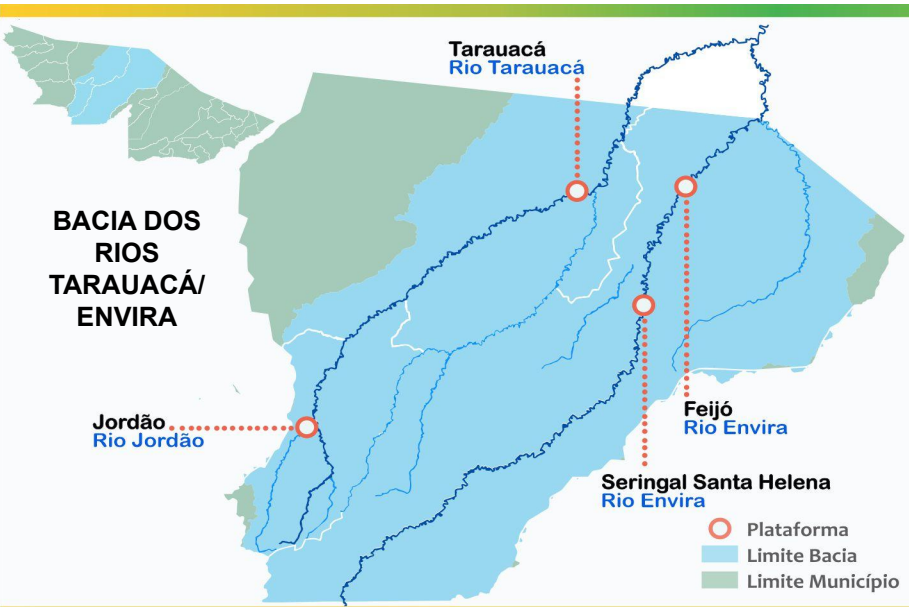 Tarauacá
Rio Tarauacá
BACIA DOS
RIOS
TARAUACÁ/
ENVIRA
Jordão
Rio Jordão
Feijó
Rio Envira
Seringal Santa Helena
Rio Envira
Plataforma
Limite Bacia
Limite Município